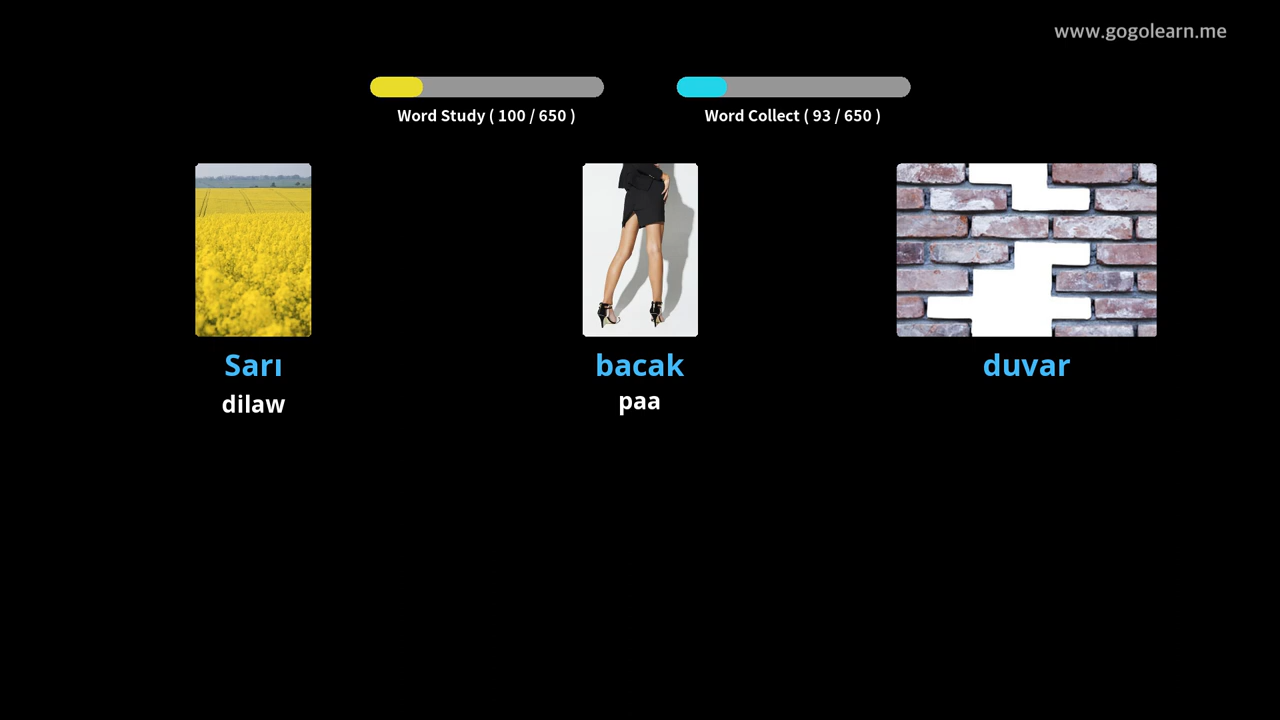 www.gogolearn.me
Word Study ( 100 / 650 )
Word Collect ( 93 / 650 )
Sarı
dilaw
bacak
paa
duvar